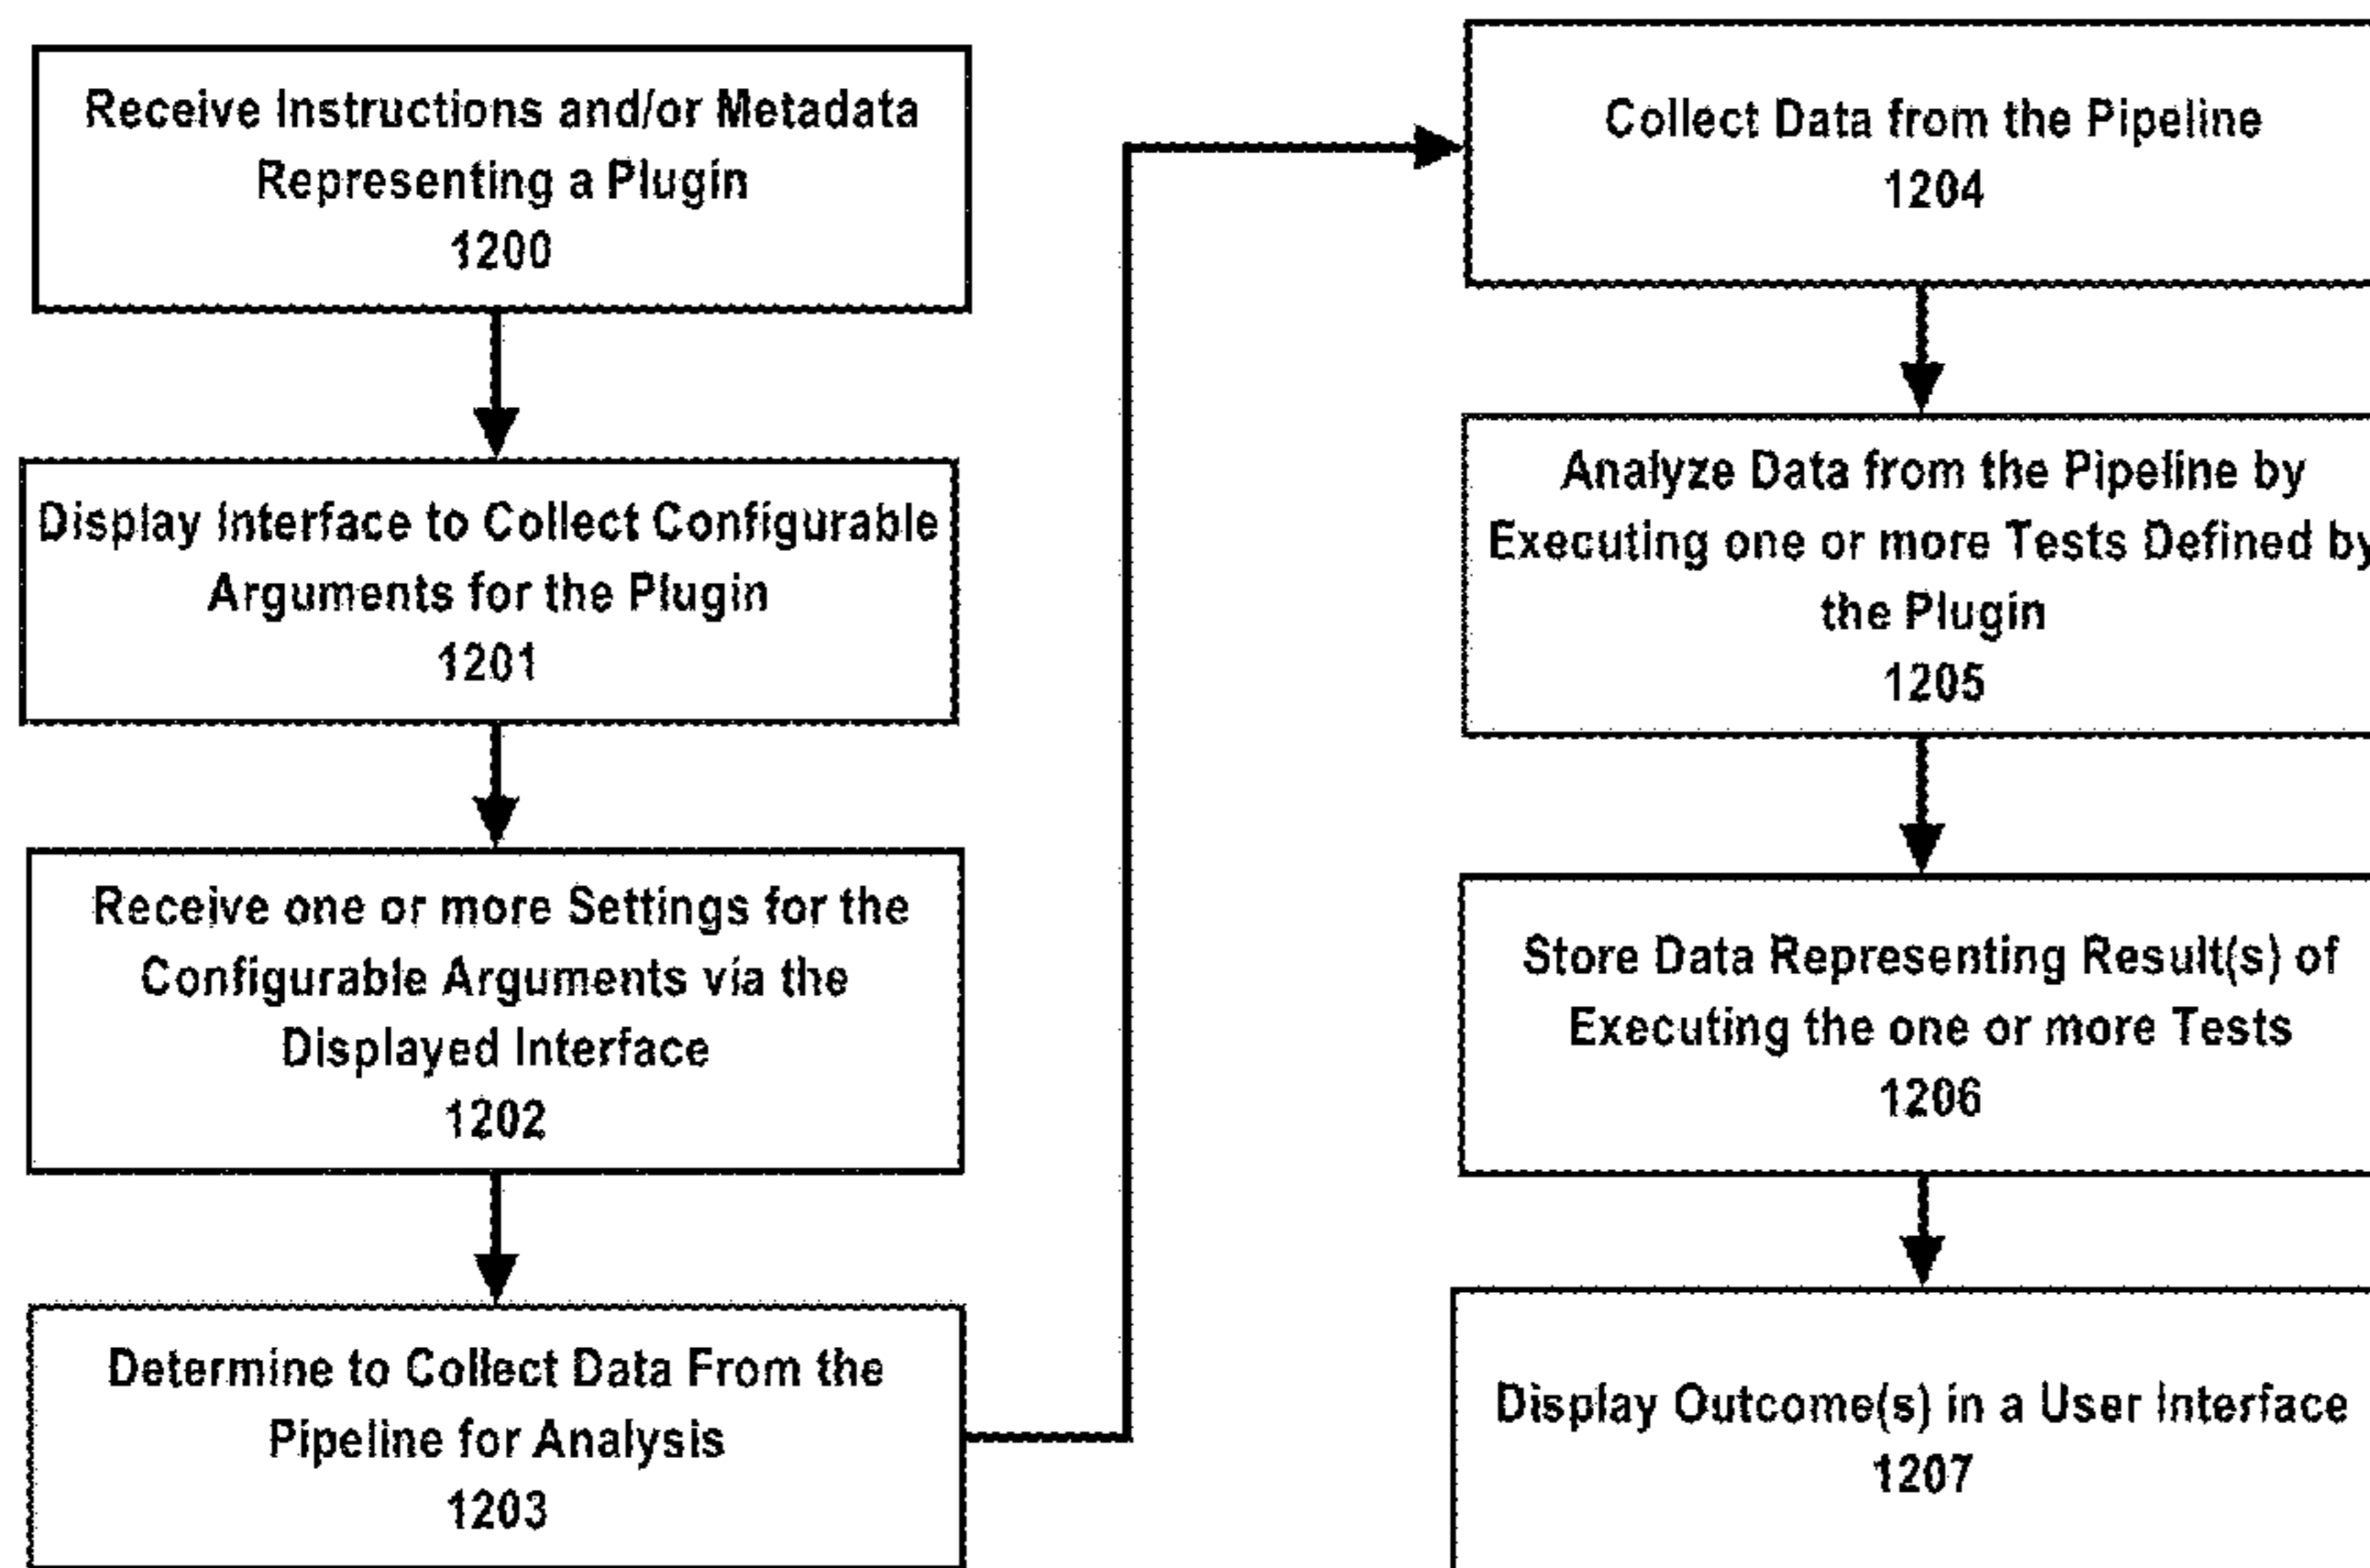 Receive Instructions and/or Metadata
Representing a Plugin
1200
Display Interface to Collect Configurable
Arguments for the Plugin
1201
Receive one or more Settings for the
Configurable Arguments via the
Displayed Interface
1202
Determine to Collect Data From the
Pipeline for Analysis
1203
Collect Data from the Pipeline
1204
Analyze Data from the Pipeline by
Executing one or more Tests Defined by
the Plugin
1205
Store Data Representing Result(s) of
Executing the one or more Tests
1206
Display Outcome(s) in a User Interface
1207